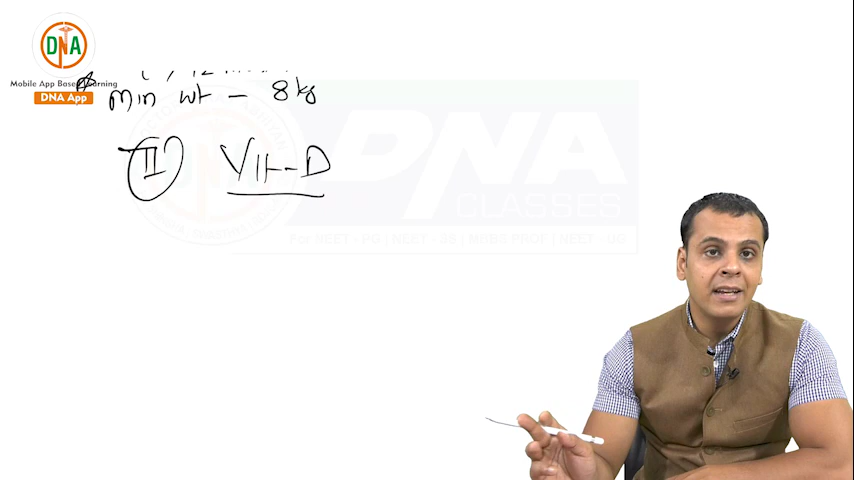 DNA
Mobile App Based Learning
DNA App
Min wt - 8 kg
II Vit-D
DNA
CLASSES
For NEET - PG | NEET - SS | MBBS PROF | NEET - UG